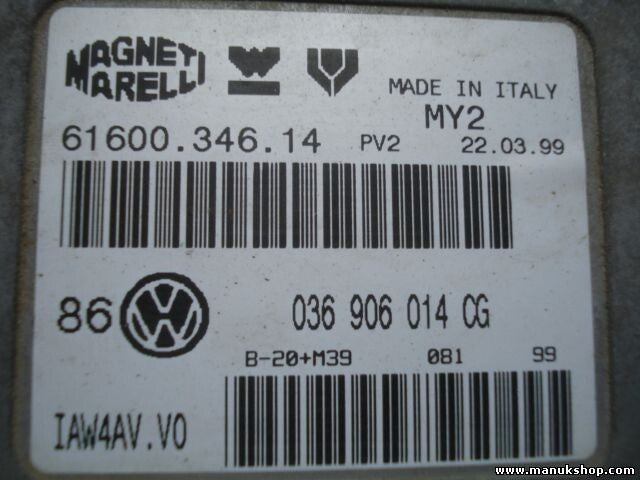 MAGNETI
MARELLI
MADE IN ITALY
MY2
61600.346.14 PV2 22.03.99
86 036 906 014 CG
B-20+M39 081 99
IAW4AV.V0
www.manukshop.com